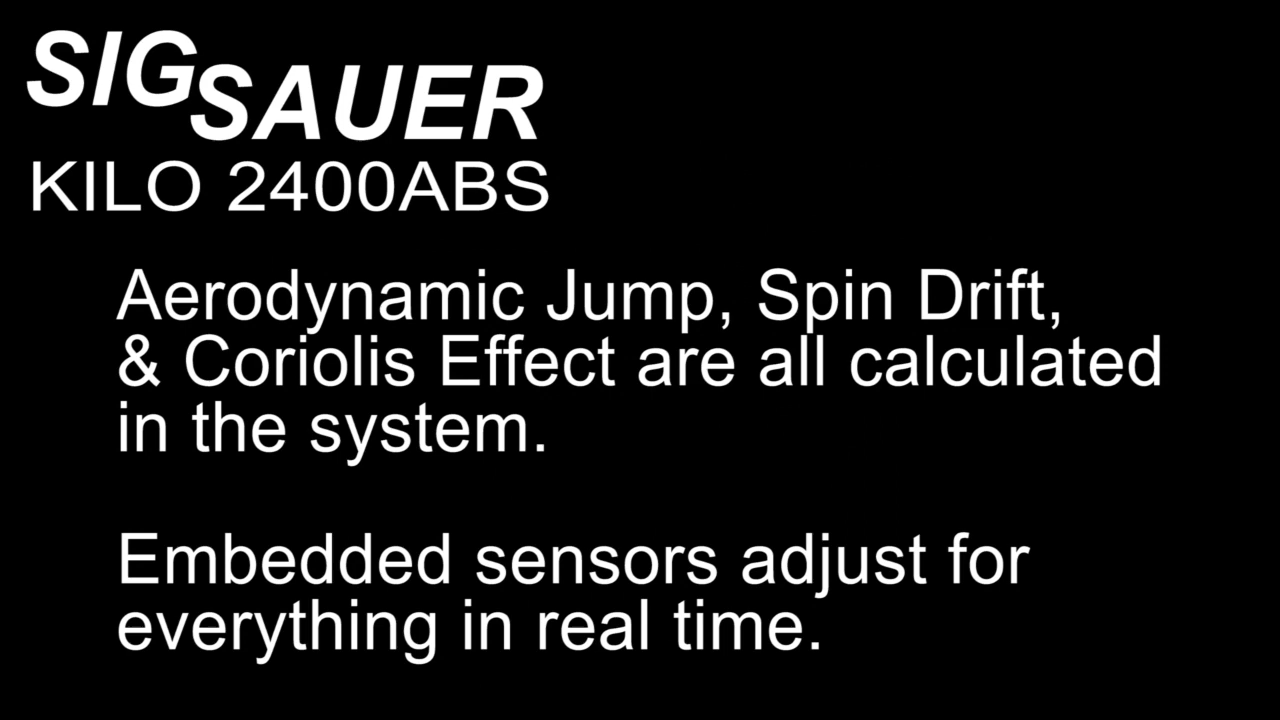 SIG SAUER
KILO 2400ABS
Aerodynamic Jump, Spin Drift,
& Coriolis Effect are all calculated
in the system.
Embedded sensors adjust for
everything in real time.